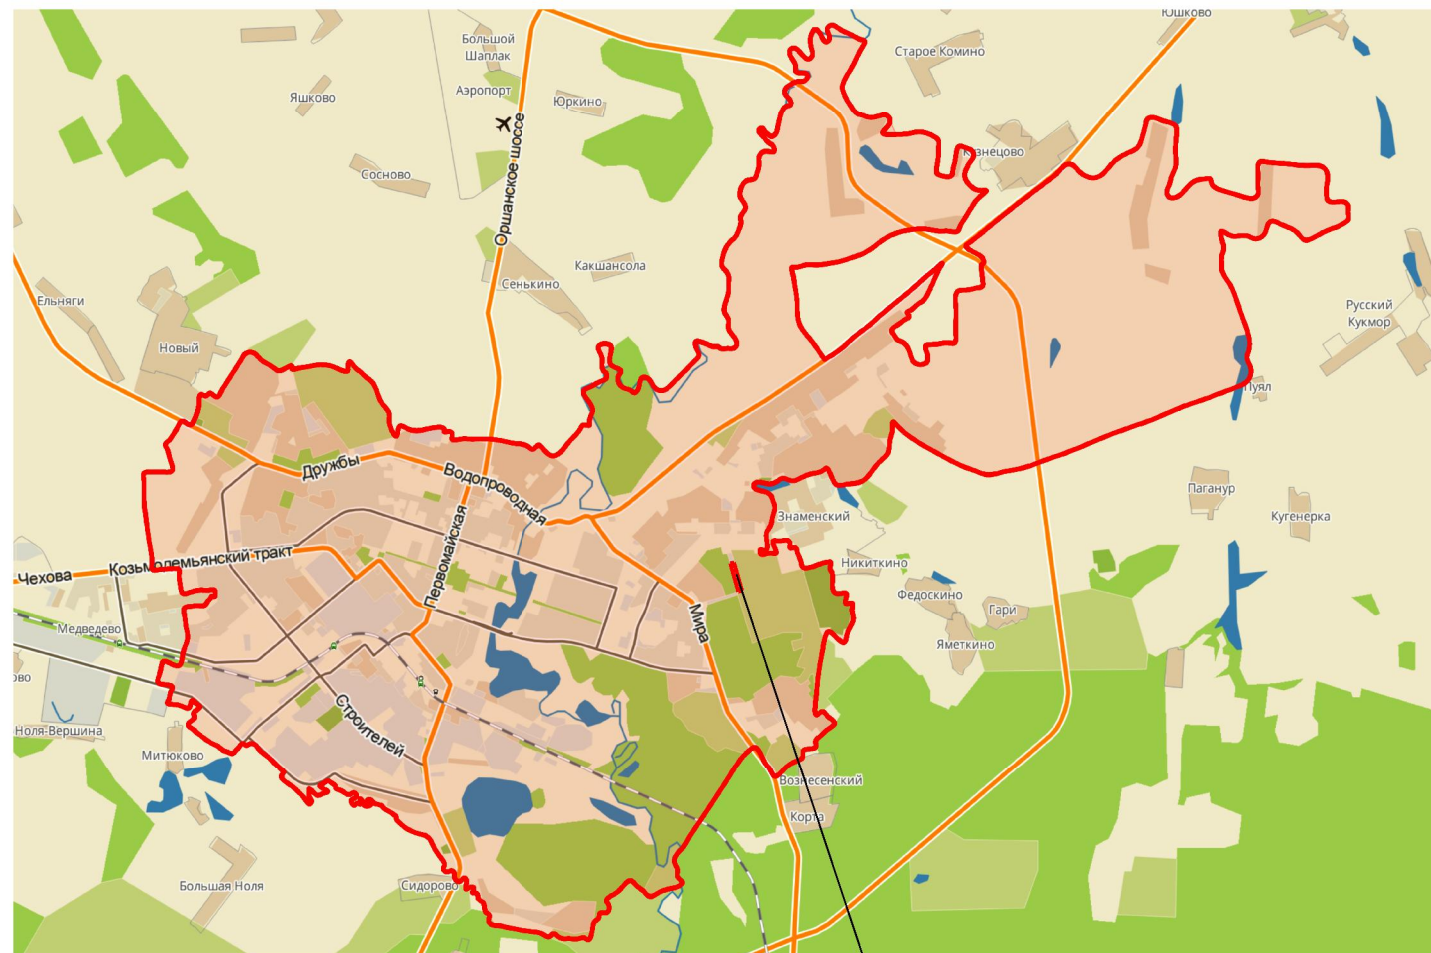 Юшково
Большой
Шаплак
Старое Комино
Аэропорт
Яшково
Юркино
Оршанское шоссе
Сосново
Кузнецово
Какшансола
Сенькино
Ельняги
Русский
Кукмор
Новый
Пуял
Дружбы
Водопроводная
Паганур
Знаменский
Кугенерка
Первомайская
Козьмодемьянский тракт
Чехова
Никиткино
Федоскино
Гари
Мира
Медведево
Яметкино
ово
Строителей
Ноля-Вершина
Митюково
Вознесенский
Корта
Большая Ноля
Сидорово